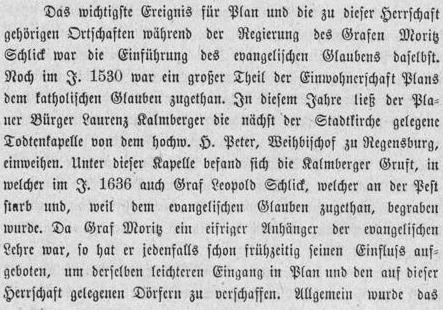 Das wichtigste Ereignis für Plan und die zu dieser Herrschaft
gehörigen Ortschaften während der Regierung des Grafen Moritz
Schlick war die Einführung des evangelischen Glaubens daselbst.
Noch im J. 1530 war ein großer Theil der Einwohnerschaft Plans
dem katholischen Glauben zugethan. In diesem Jahre ließ der Pla-
ner Bürger Laurenz Kalmberger die nächst der Stadtkirche gelegene
Todtenkapelle von dem hochw. H. Peter, Weihbischof zu Regensburg,
einweihen. Unter dieser Kapelle befand sich die Kalmberger Gruft, in
welcher im J. 1636 auch Graf Leopold Schlick, welcher an der Pest
starb und, weil dem evangelischen Glauben zugethan, begraben
wurde. Da Graf Moritz ein eifriger Anhänger der evangelischen
Lehre war, so hat er jedenfalls schon frühzeitig seinen Einfluss auf-
geboten, um derselben leichteren Eingang in Plan und den auf dieser
Herrschaft gelegenen Dörfern zu verschaffen. Allgemein wurde das